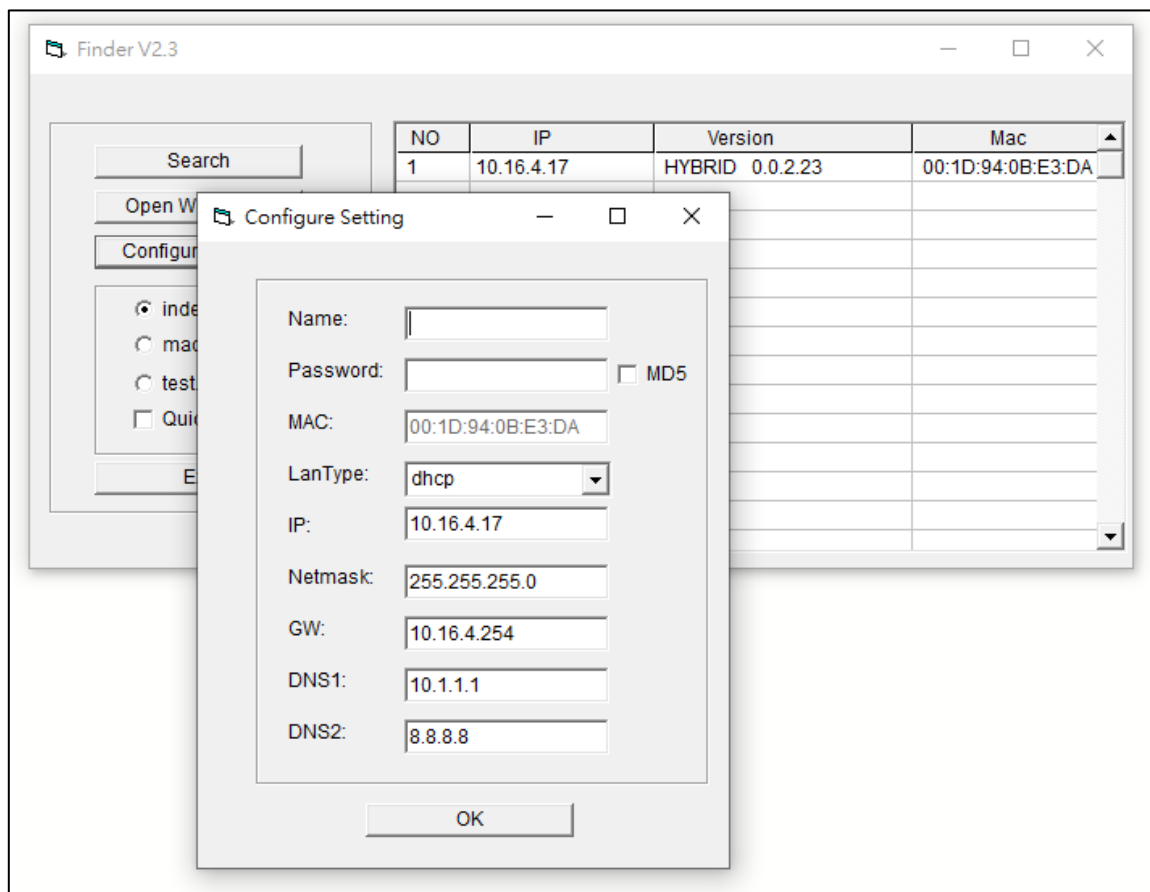 Finder V2.3
NO IP Version Mac
1 10.16.4.17 HYBRID 0.0.2.23 00:1D:94:0B:E3:DA
Search
Open W
Configur
inde
mac
test.
Quic
E
Configure Setting
Name:
Password: MD5
MAC: 00:1D:94:0B:E3:DA
LanType: dhcp
IP: 10.16.4.17
Netmask: 255.255.255.0
GW: 10.16.4.254
DNS1: 10.1.1.1
DNS2: 8.8.8.8
OK